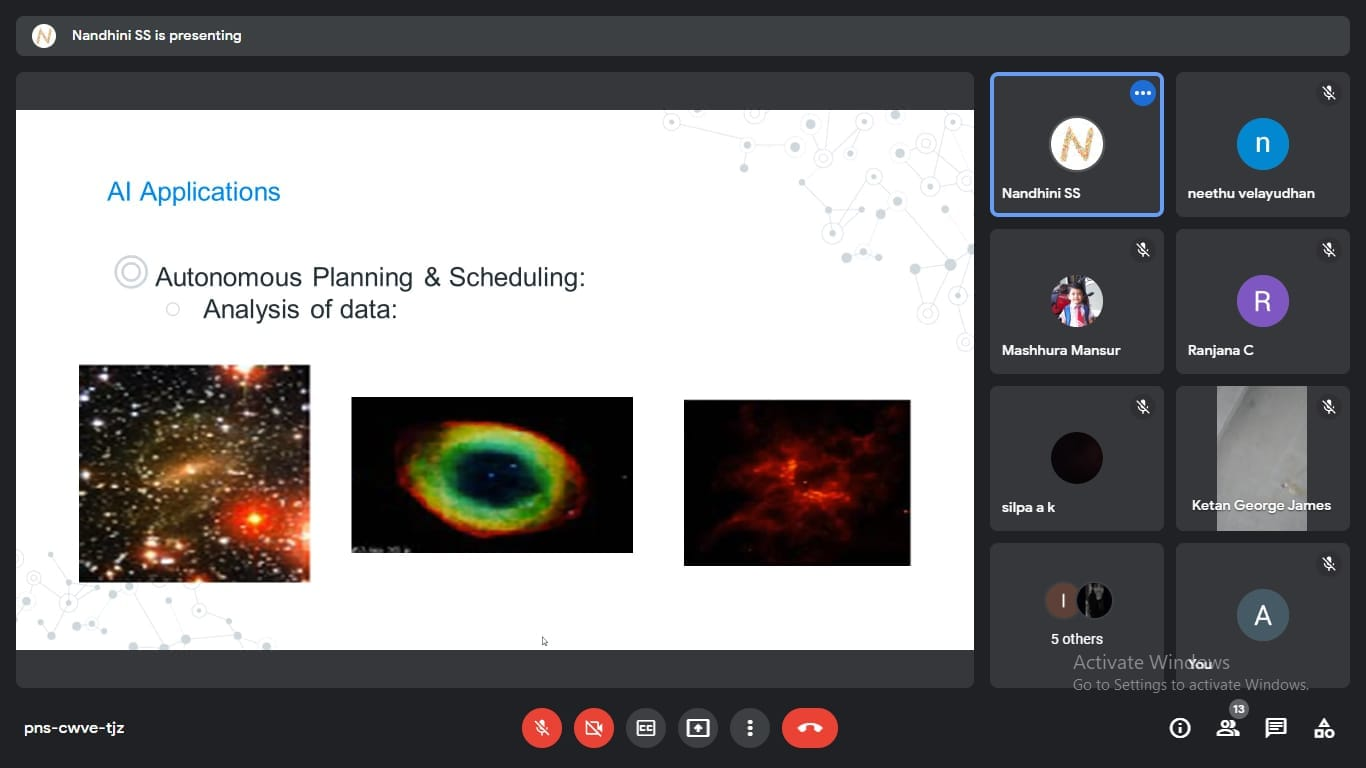 N
Nandhini SS is presenting
AI Applications
Autonomous Planning & Scheduling:
Analysis of data:
N
Nandhini SS
n
neethu velayudhan
Mashhura Mansur
R
Ranjana C
silpa a k
Ketan George James
I
5 others
A
You
Activate Windows
Go to Settings to activate Windows.
pns-cwve-tjz
CC
13